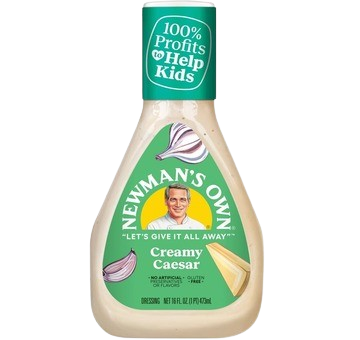 100%
Profits
to Help
Kids
NEWMAN'S OWN
"LET'S GIVE IT ALL AWAY"™
Creamy
Caesar
• NO ARTIFICIAL •
PRESERVATIVES
OR FLAVORS
GLUTEN
• FREE •
DRESSING NET 16 FL. OZ. (1 PT) 473mL